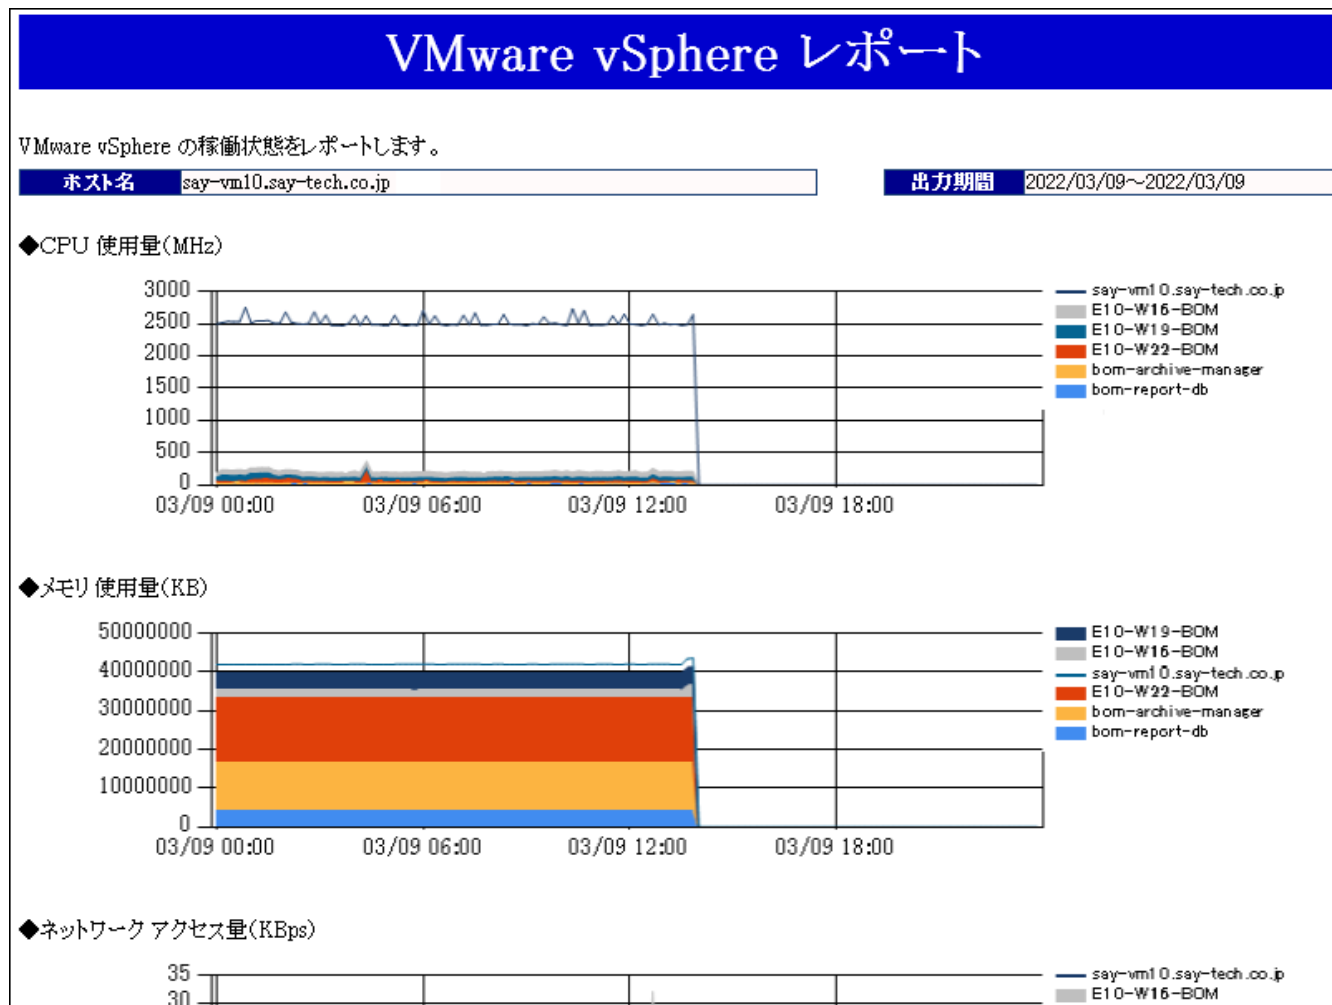 VMware vSphere レポート
VMware vSphere の稼働状態をレポートします。
ホスト名 say-vm10.say-tech.co.jp 出力期間 2022/03/09～2022/03/09
◆CPU 使用量(MHz)
3000
2500
2000
1500
1000
500
0
03/09 00:00 03/09 06:00 03/09 12:00 03/09 18:00
say-vm10.say-tech.co.jp
E10-W16-BOM
E10-W19-BOM
E10-W22-BOM
bom-archive-manager
bom-report-db
◆メモリ 使用量(KB)
50000000
40000000
30000000
20000000
10000000
0
03/09 00:00 03/09 06:00 03/09 12:00 03/09 18:00
E10-W19-BOM
E10-W16-BOM
say-vm10.say-tech.co.jp
E10-W22-BOM
bom-archive-manager
bom-report-db
◆ネットワーク アクセス量(KBps)
35
30
say-vm10.say-tech.co.jp
E10-W16-BOM